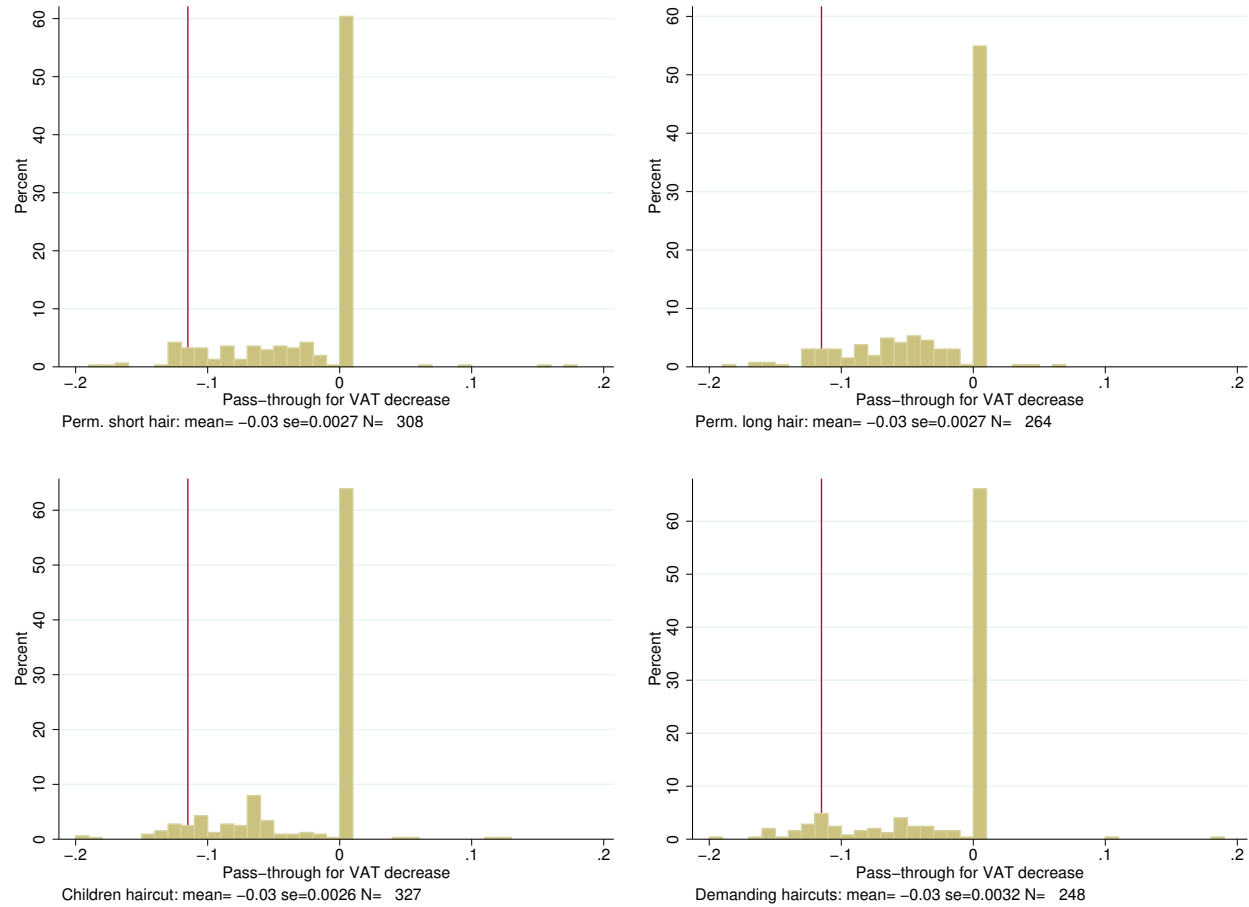 60
50
40
30
20
10
0
Percent
−.2 −.1 0 .1 .2
Pass−through for VAT decrease
Perm. short hair: mean= −0.03 se=0.0027 N= 308
60
50
40
30
20
10
0
Percent
−.2 −.1 0 .1 .2
Pass−through for VAT decrease
Perm. long hair: mean= −0.03 se=0.0027 N= 264
60
50
40
30
20
10
0
Percent
−.2 −.1 0 .1 .2
Pass−through for VAT decrease
Children haircut: mean= −0.03 se=0.0026 N= 327
60
50
40
30
20
10
0
Percent
−.2 −.1 0 .1 .2
Pass−through for VAT decrease
Demanding haircuts: mean= −0.03 se=0.0032 N= 248